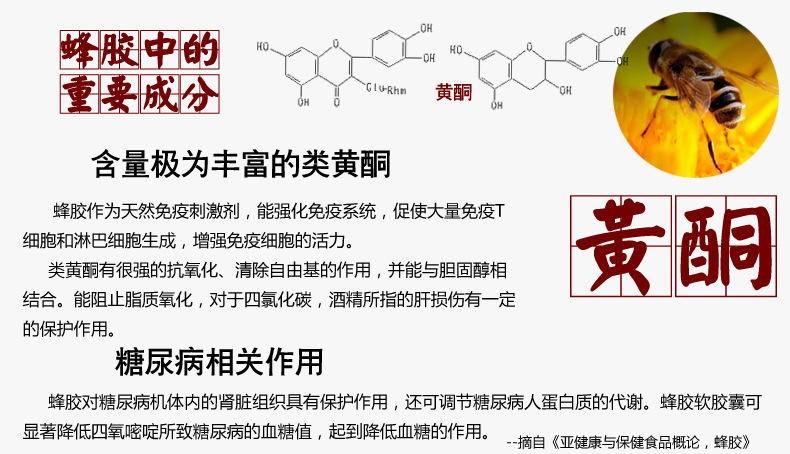 蜂胶中的
重要成分
HO
OH
OH
OH
O
O
Glu-Rhm
HO
OH
OH
OH
OH
O
黄酮
含量极为丰富的类黄酮
黄酮
蜂胶作为天然免疫刺激剂，能强化免疫系统，促使大量免疫T
细胞和淋巴细胞生成，增强免疫细胞的活力。
类黄酮有很强的抗氧化、清除自由基的作用，并能与胆固醇相
结合。能阻止脂质氧化，对于四氯化碳，酒精所指的肝损伤有一定
的保护作用。
糖尿病相关作用
蜂胶对糖尿病机体内的肾脏组织具有保护作用，还可调节糖尿病人蛋白质的代谢。蜂胶软胶囊可
显著降低四氧嘧啶所致糖尿病的血糖值，起到降低血糖的作用。
--摘自《亚健康与保健食品概论，蜂胶》